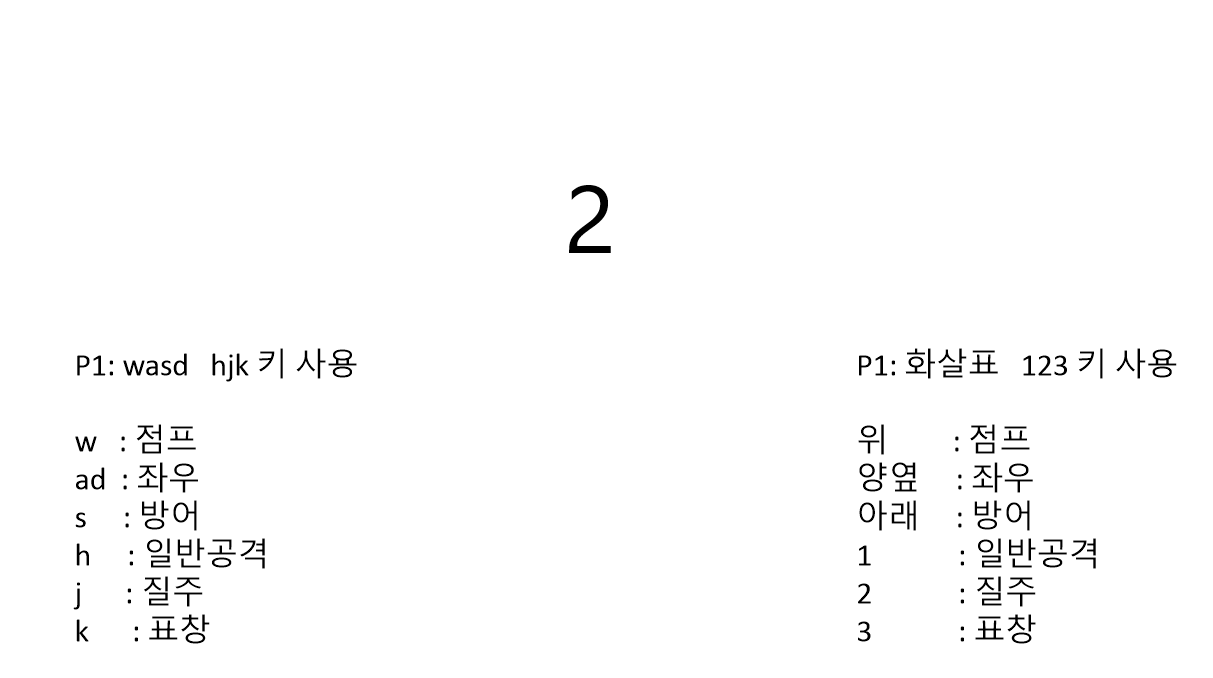 2
P1: wasd hjk 키 사용
w : 점프
ad : 좌우
s : 방어
h : 일반공격
j : 질주
k : 표창
P1: 화살표 123 키 사용
위 : 점프
양옆 : 좌우
아래 : 방어
1 : 일반공격
2 : 질주
3 : 표창